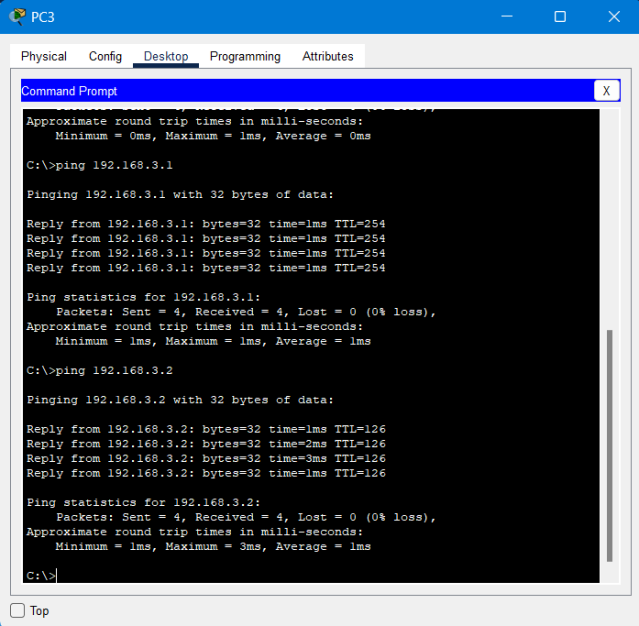 PC3
Physical Config Desktop Programming Attributes
Command Prompt
X
Approximate round trip times in milli-seconds:
Minimum = 0ms, Maximum = 1ms, Average = 0ms
C:\>ping 192.168.3.1
Pinging 192.168.3.1 with 32 bytes of data:
Reply from 192.168.3.1: bytes=32 time=1ms TTL=254
Reply from 192.168.3.1: bytes=32 time=1ms TTL=254
Reply from 192.168.3.1: bytes=32 time=1ms TTL=254
Reply from 192.168.3.1: bytes=32 time=1ms TTL=254
Ping statistics for 192.168.3.1:
Packets: Sent = 4, Received = 4, Lost = 0 (0% loss),
Approximate round trip times in milli-seconds:
Minimum = 1ms, Maximum = 1ms, Average = 1ms
C:\>ping 192.168.3.2
Pinging 192.168.3.2 with 32 bytes of data:
Reply from 192.168.3.2: bytes=32 time=1ms TTL=126
Reply from 192.168.3.2: bytes=32 time=2ms TTL=126
Reply from 192.168.3.2: bytes=32 time=3ms TTL=126
Reply from 192.168.3.2: bytes=32 time=1ms TTL=126
Ping statistics for 192.168.3.2:
Packets: Sent = 4, Received = 4, Lost = 0 (0% loss),
Approximate round trip times in milli-seconds:
Minimum = 1ms, Maximum = 3ms, Average = 1ms
C:\>
Top